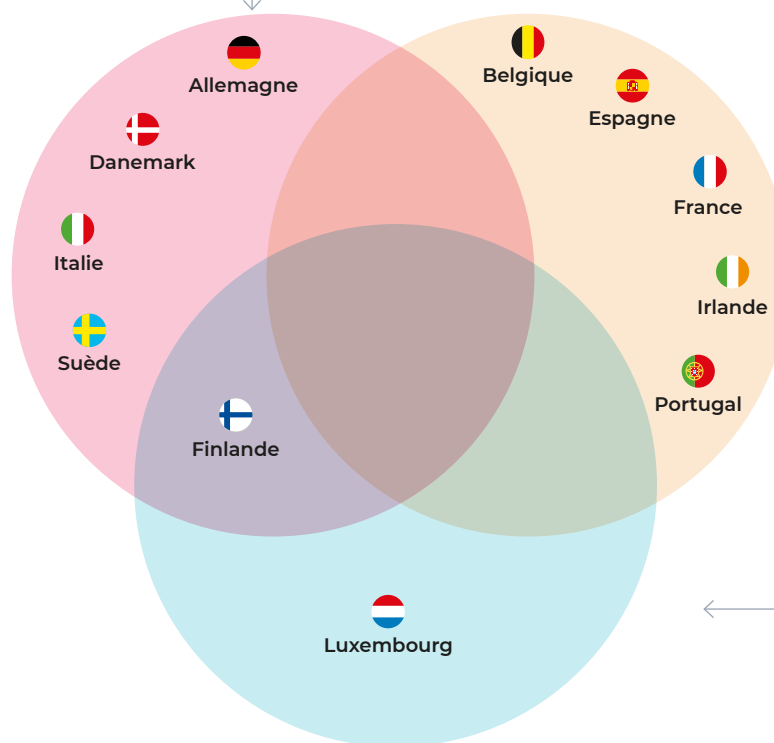 Allemagne
Belgique
Espagne
Danemark
France
Italie
Irlande
Suède
Portugal
Finlande
Luxembourg